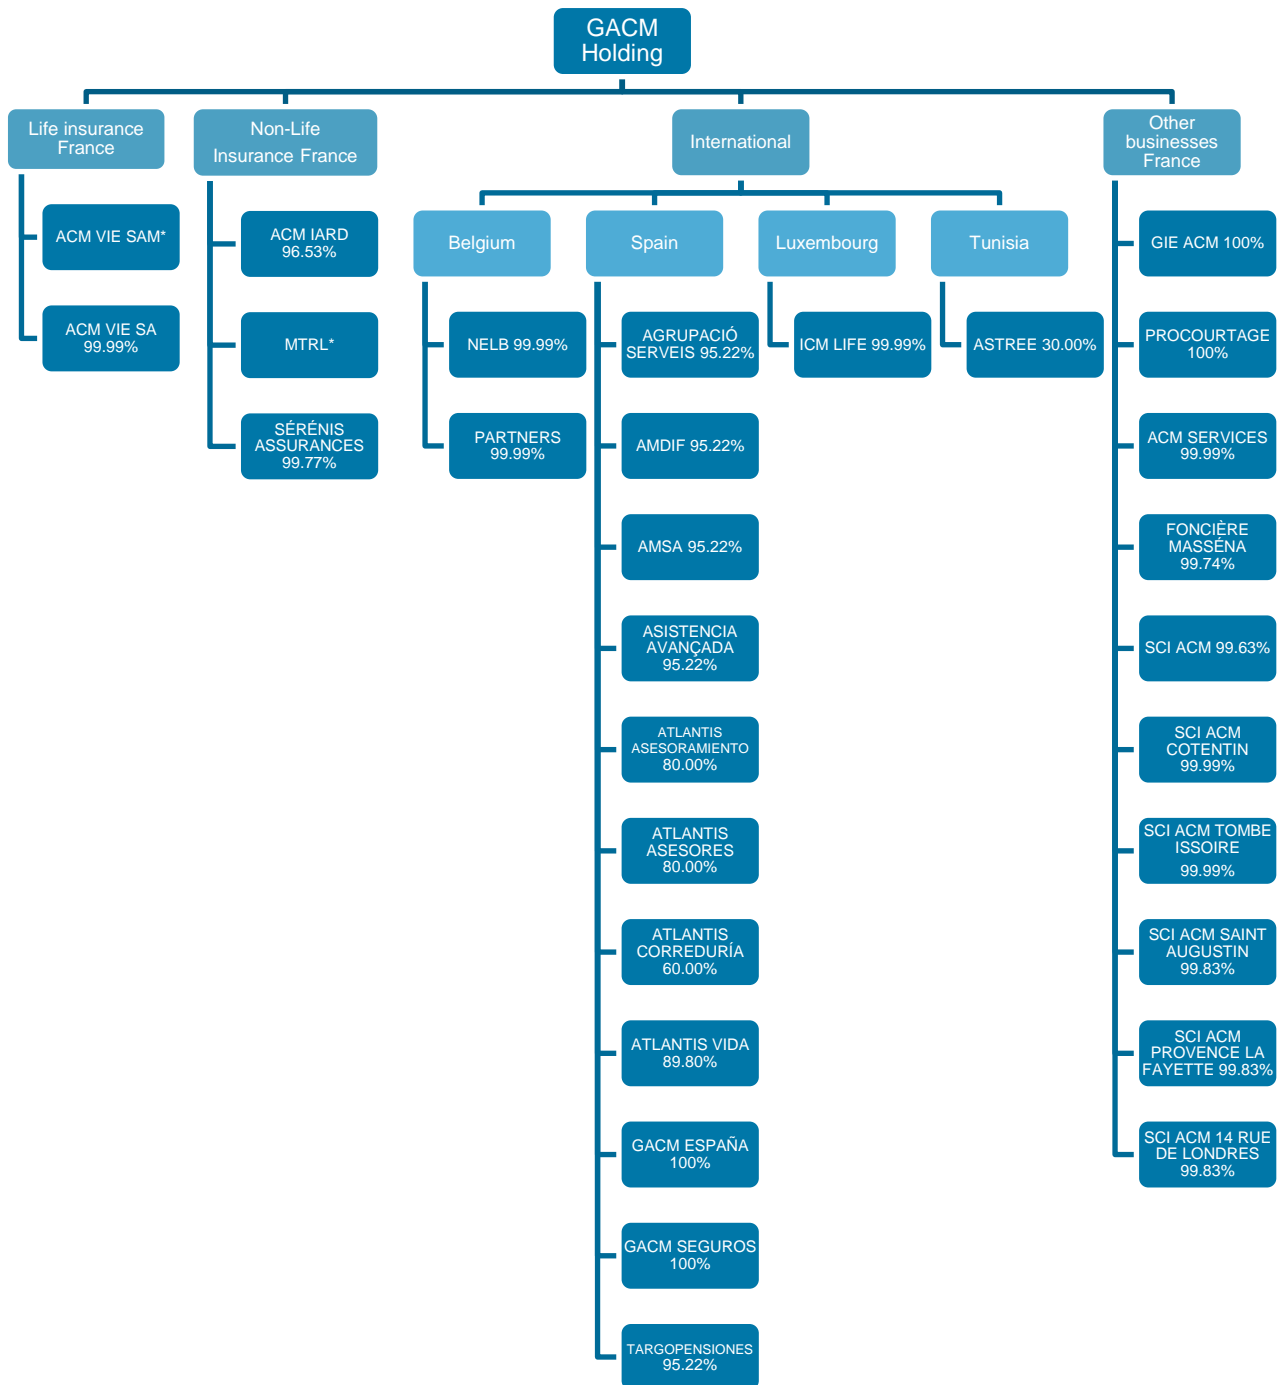 GACM
Holding
Life insurance
France
ACM VIE SAM*
ACM VIE SA
99.99%
Non-Life
Insurance France
ACM IARD
96.53%
MTRL*
SÉRÉNIS
ASSURANCES
99.77%
International
Belgium
NELB 99.99%
PARTNERS
99.99%
Spain
AGRUPACIÓ
SERVEIS 95.22%
AMDIF 95.22%
AMSA 95.22%
ASISTENCIA
AVANÇADA
95.22%
ATLANTIS
ASESORAMIENTO
80.00%
ATLANTIS
ASESORES
80.00%
ATLANTIS
CORREDURÍA
60.00%
ATLANTIS VIDA
89.80%
GACM ESPAÑA
100%
GACM SEGUROS
100%
TARGOPENSIONES
95.22%
Luxembourg
ICM LIFE 99.99%
Tunisia
ASTREE 30.00%
Other
businesses
France
GIE ACM 100%
PROCOURTAGE
100%
ACM SERVICES
99.99%
FONCIÈRE
MASSÉNA
99.74%
SCI ACM 99.63%
SCI ACM
COTENTIN
99.99%
SCI ACM TOMBE
ISSOIRE
99.99%
SCI ACM SAINT
AUGUSTIN
99.83%
SCI ACM
PROVENCE LA
FAYETTE 99.83%
SCI ACM 14 RUE
DE LONDRES
99.83%